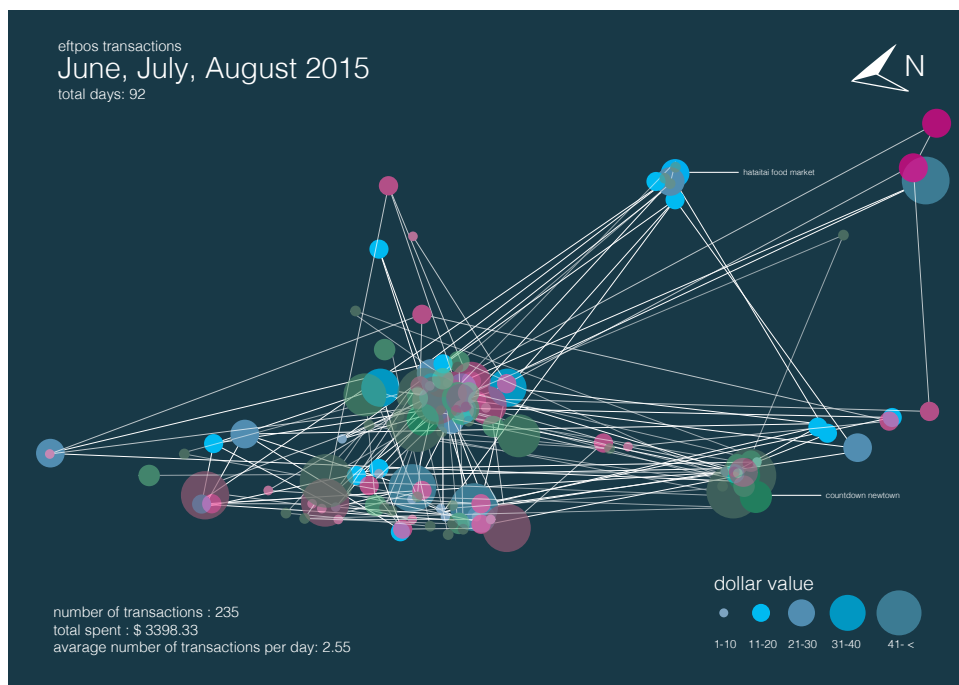 eftpos transactions
June, July, August 2015
total days: 92
N
hataitai food market
countdown newtown
number of transactions : 235
total spent : $ 3398.33
avarage number of transactions per day: 2.55
dollar value
1-10 11-20 21-30 31-40 41- <